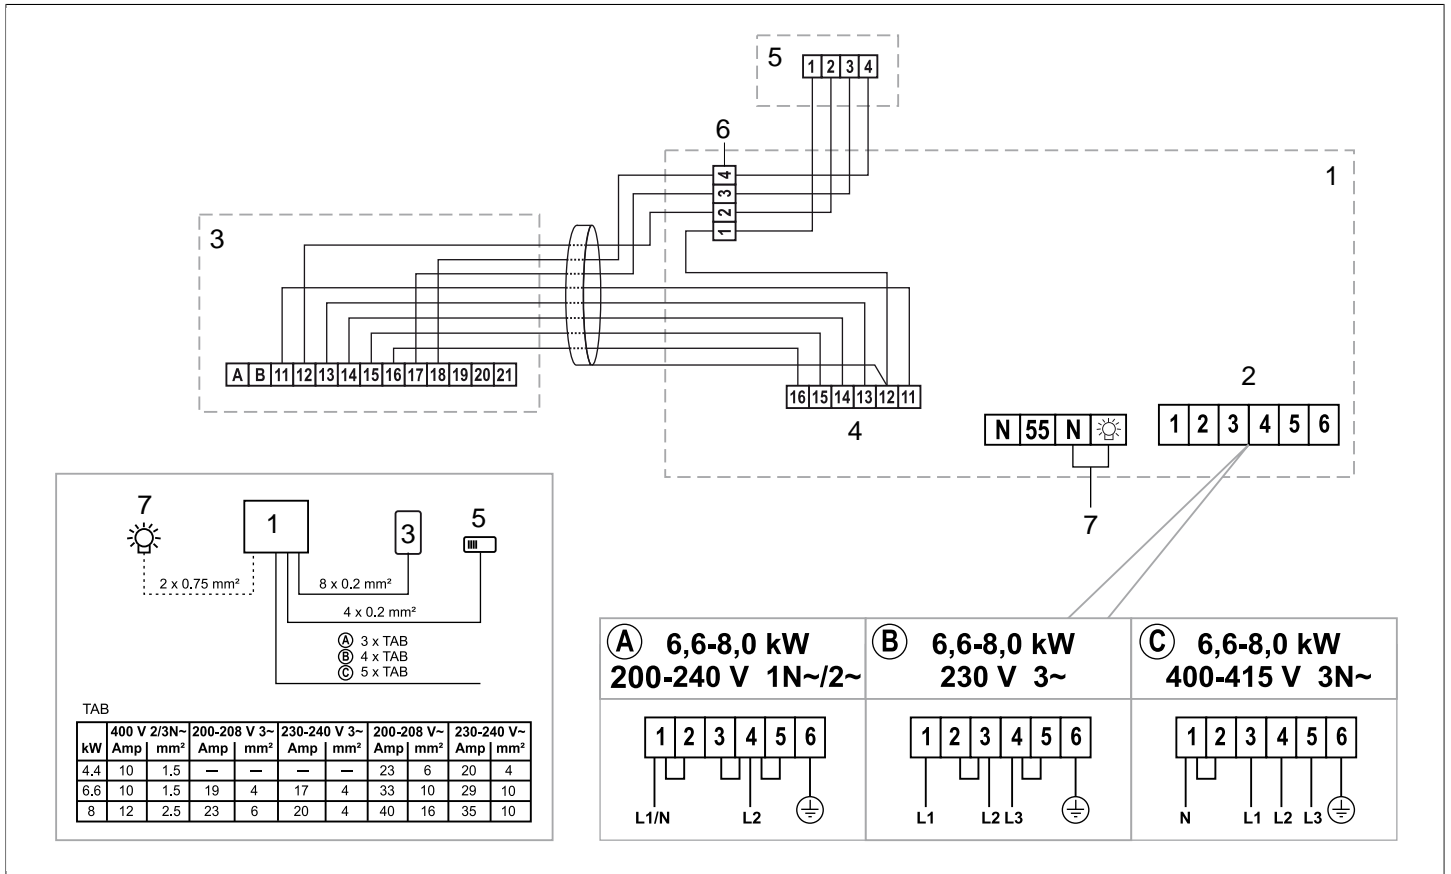 5
1 2 3 4
6
4
3
2
1
1
3
A B 11 12 13 14 15 16 17 18 19 20 21
16 15 14 13 12 11
4
2
N 55 N
1 2 3 4 5 6
7
7
1
3
5
2 x 0.75 mm²
8 x 0.2 mm²
4 x 0.2 mm²
A 3 x TAB
B 4 x TAB
C 5 x TAB
TAB
400 V 2/3N~ 200-208 V 3~ 230-240 V 3~ 200-208 V~ 230-240 V~
kW Amp mm² Amp mm² Amp mm² Amp mm² Amp mm²
4.4 10 1.5 — — — — 23 6 20 4
6.6 10 1.5 19 4 17 4 33 10 29 10
8 12 2.5 23 6 20 4 40 16 35 10
A 6,6-8,0 kW
200-240 V 1N~/2~
1 2 3 4 5 6
L1/N L2
B 6,6-8,0 kW
230 V 3~
1 2 3 4 5 6
L1 L2 L3
C 6,6-8,0 kW
400-415 V 3N~
1 2 3 4 5 6
N L1 L2 L3